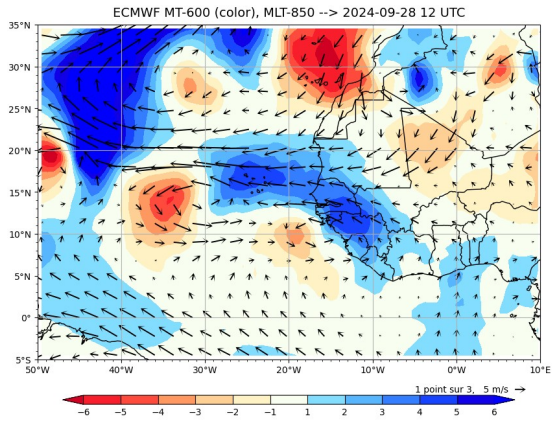 ECMWF MT-600 (color), MLT-850 --> 2024-09-28 12 UTC
35°N
30°N
25°N
20°N
15°N
10°N
5°N
0°
5°S
50°W 40°W 30°W 20°W 10°W 0°W 10°E
1 point sur 3, 5 m/s
−6 −5 −4 −3 −2 −1 1 2 3 4 5 6